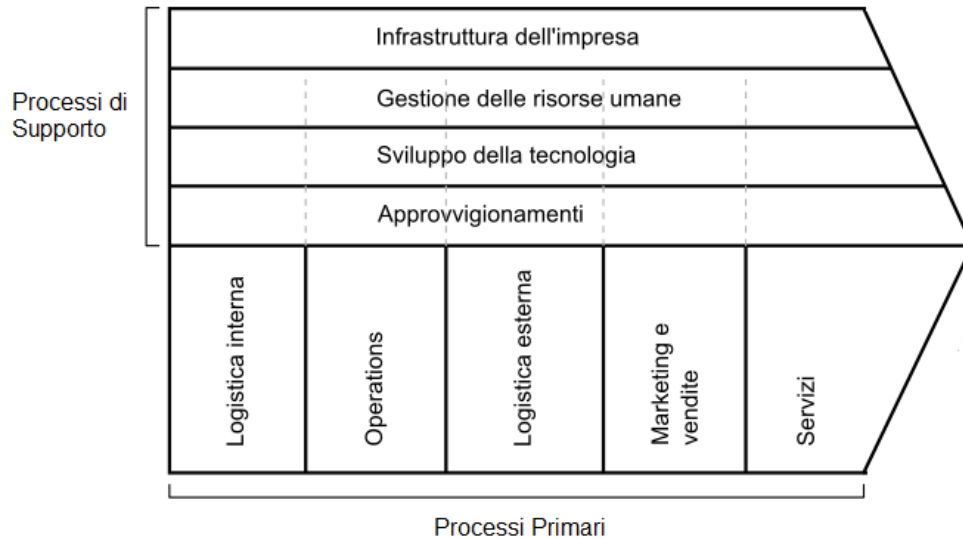 Infrastruttura dell'impresa
Processi di
Supporto
Gestione delle risorse umane
Sviluppo della tecnologia
Approvvigionamenti
Logistica interna
Operations
Logistica esterna
Marketing e
vendite
Servizi
Processi Primari